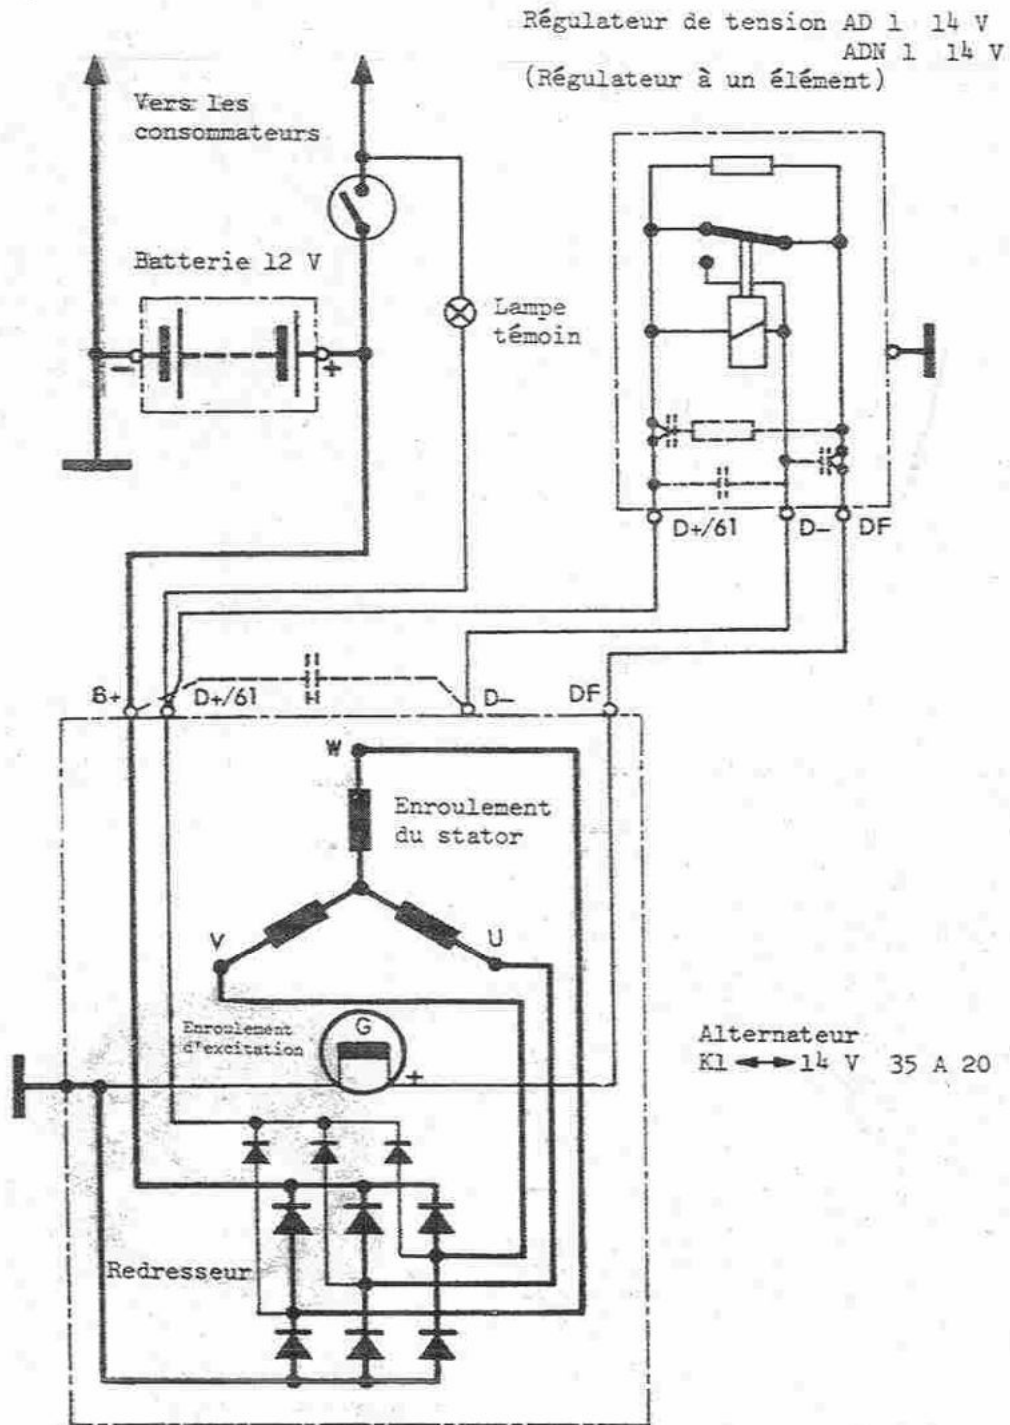 Régulateur de tension AD 1 14 V
ADN 1 14 V
(Régulateur à un élément)
Vers les
consommateurs
Batterie 12 V
Lampe
témoin
- +
D+/61 D- DF
B+ D+/61 D- DF
W
Enroulement
du stator
V U
G
Enroulement
d'excitation
+
Alternateur
K1 ◄─► 14 V 35 A 20
Redresseur